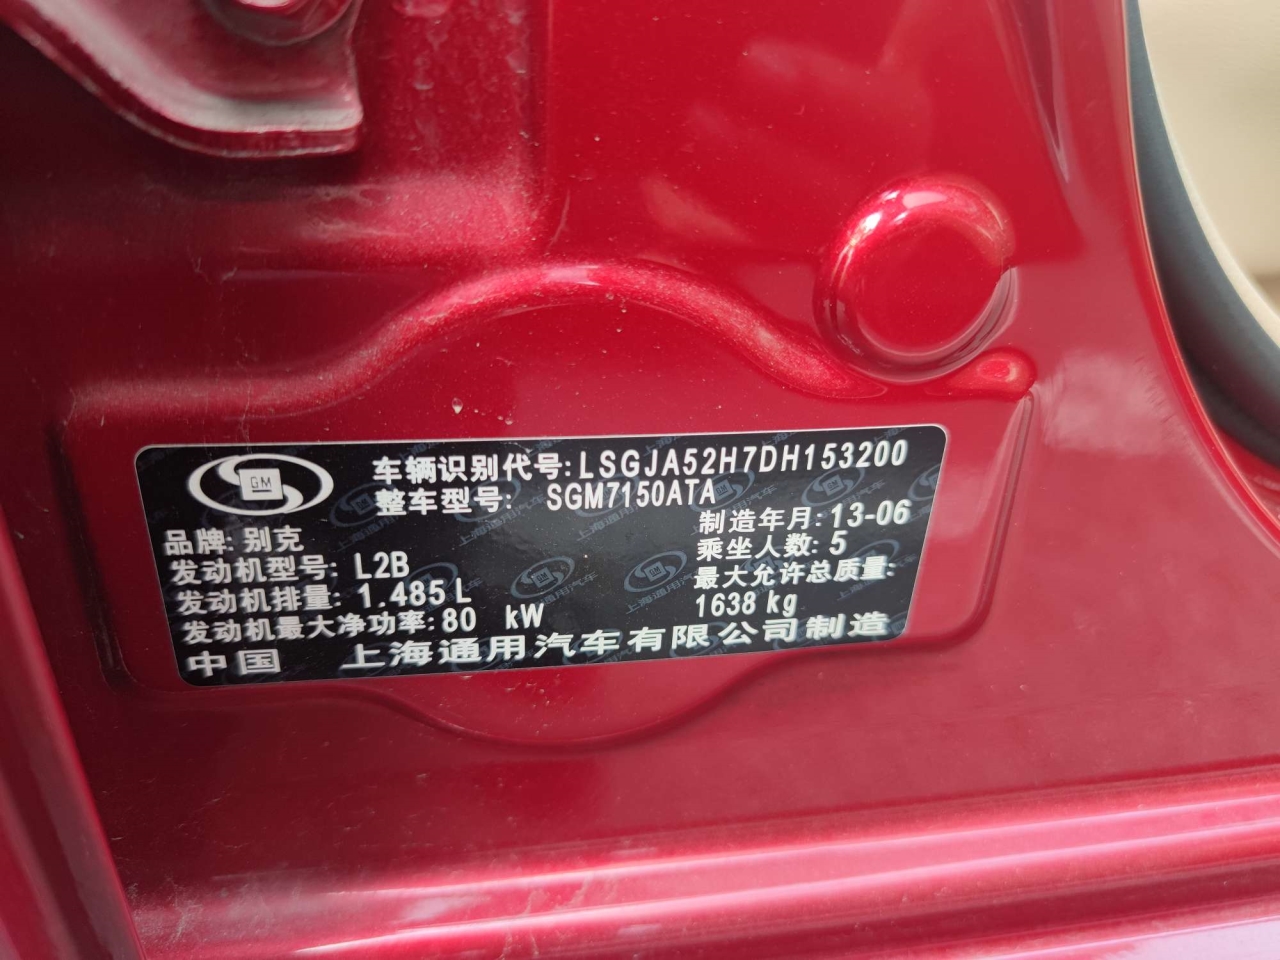 GM
车辆识别代号:LSGJA52H7DH153200
整车型号: SGM7150ATA
品牌: 别克
制造年月: 13-06
发动机型号: L2B
乘坐人数: 5
发动机排量: 1.485 L
最大允许总质量:
1638 kg
发动机最大净功率: 80 kW
中国 上海通用汽车有限公司制造